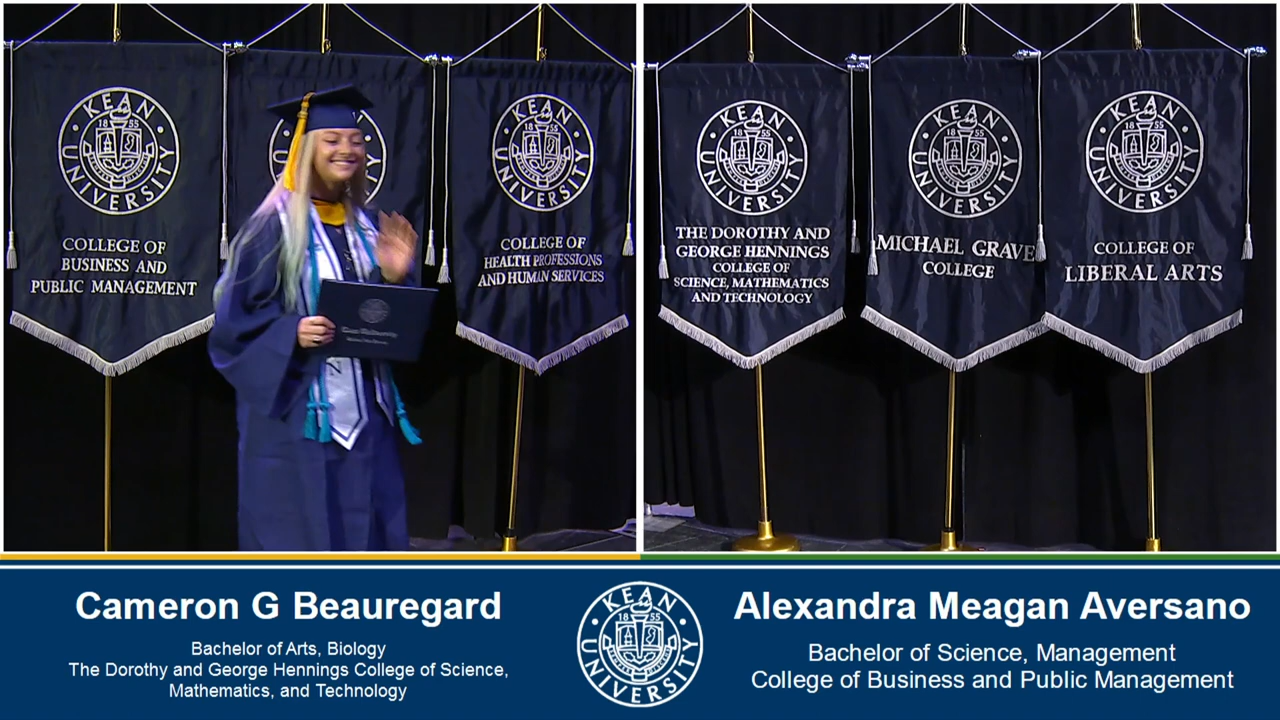 KEAN UNIVERSITY
1855
COLLEGE OF
BUSINESS AND
PUBLIC MANAGEMENT
KEAN UNIVERSITY
1855
COLLEGE OF
HEALTH PROFESSIONS
AND HUMAN SERVICES
Kean University
KEAN UNIVERSITY
1855
THE DOROTHY AND
GEORGE HENNINGS
COLLEGE OF
SCIENCE, MATHEMATICS
AND TECHNOLOGY
KEAN UNIVERSITY
1855
MICHAEL GRAVE
COLLEGE
KEAN UNIVERSITY
1855
COLLEGE OF
LIBERAL ARTS
Cameron G Beauregard
Bachelor of Arts, Biology
The Dorothy and George Hennings College of Science,
Mathematics, and Technology
KEAN UNIVERSITY
1855
Alexandra Meagan Aversano
Bachelor of Science, Management
College of Business and Public Management